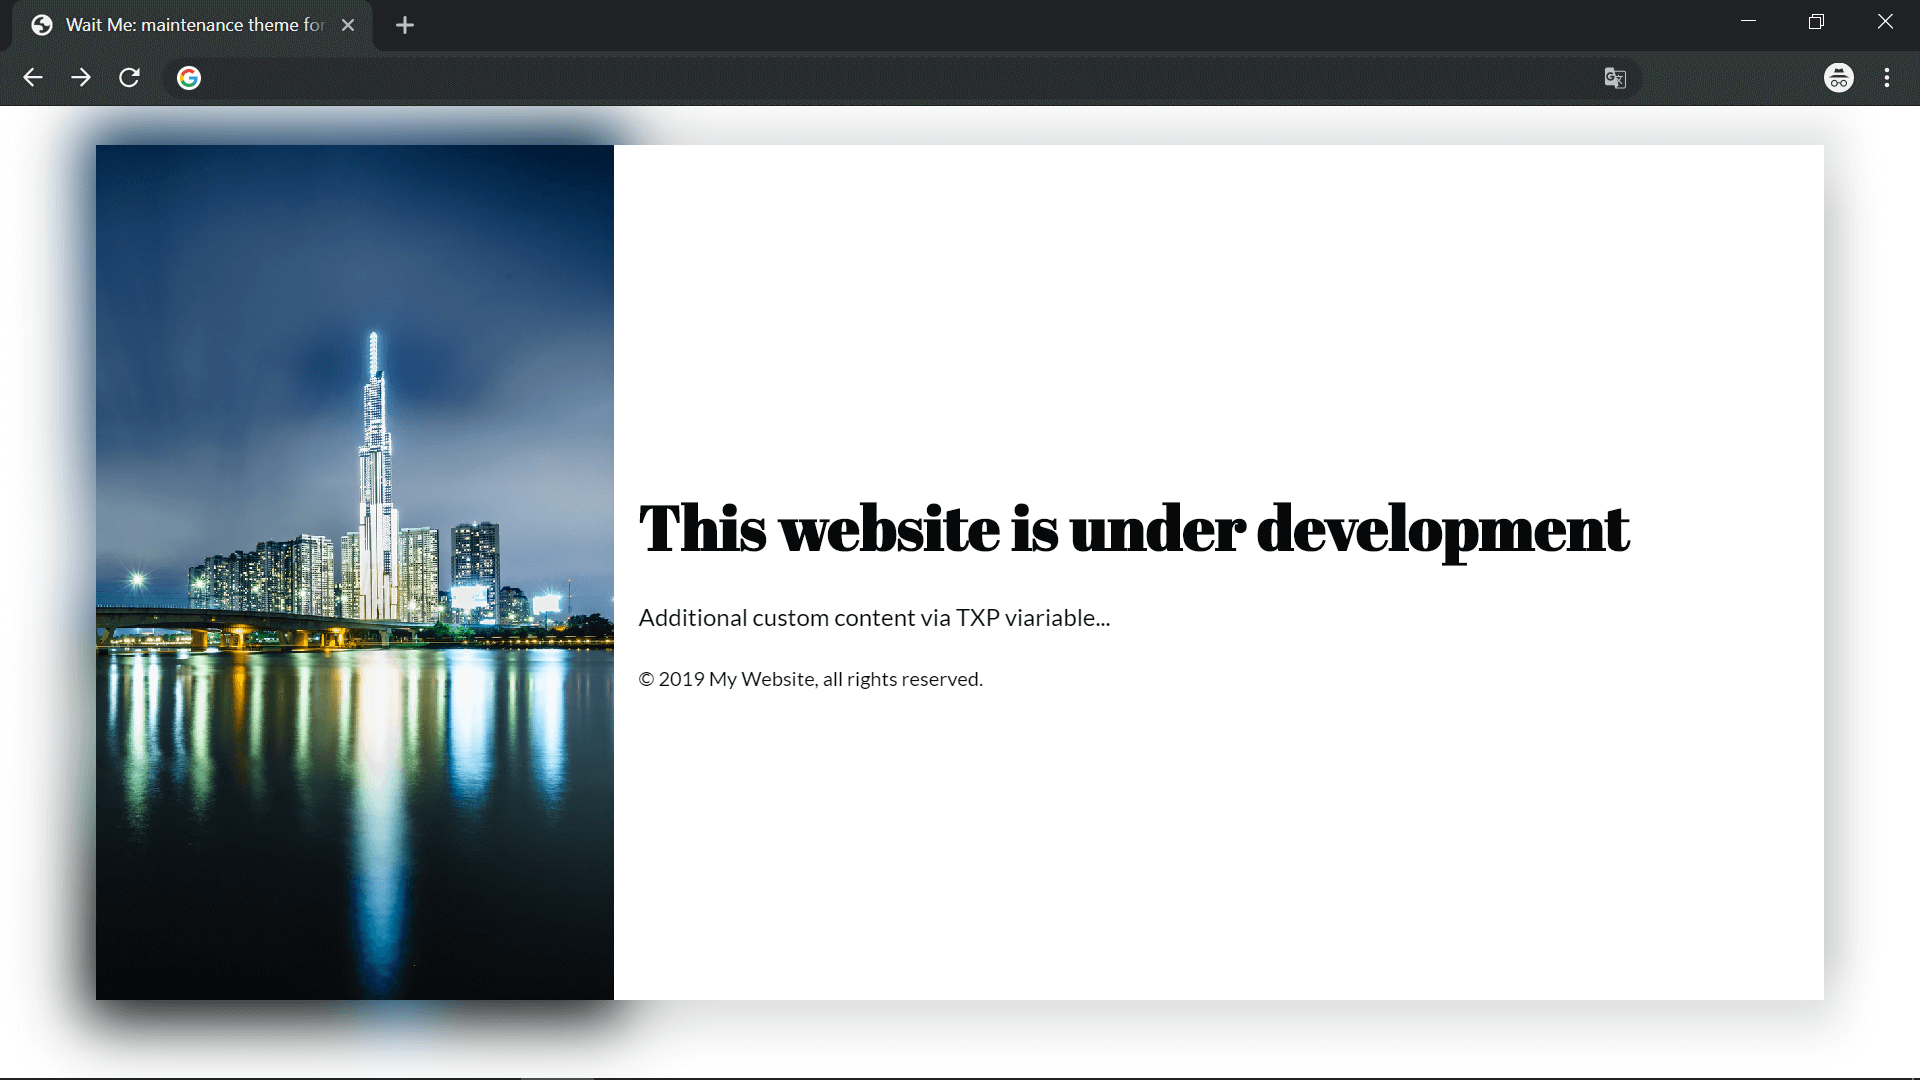 Wait Me: maintenance theme for
This website is under development
Additional custom content via TXP viariable...
© 2019 My Website, all rights reserved.